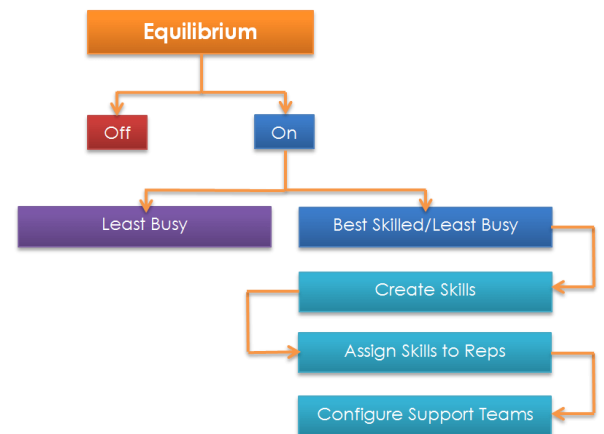 Equilibrium
Off
On
Least Busy
Best Skilled/Least Busy
Create Skills
Assign Skills to Reps
Configure Support Teams